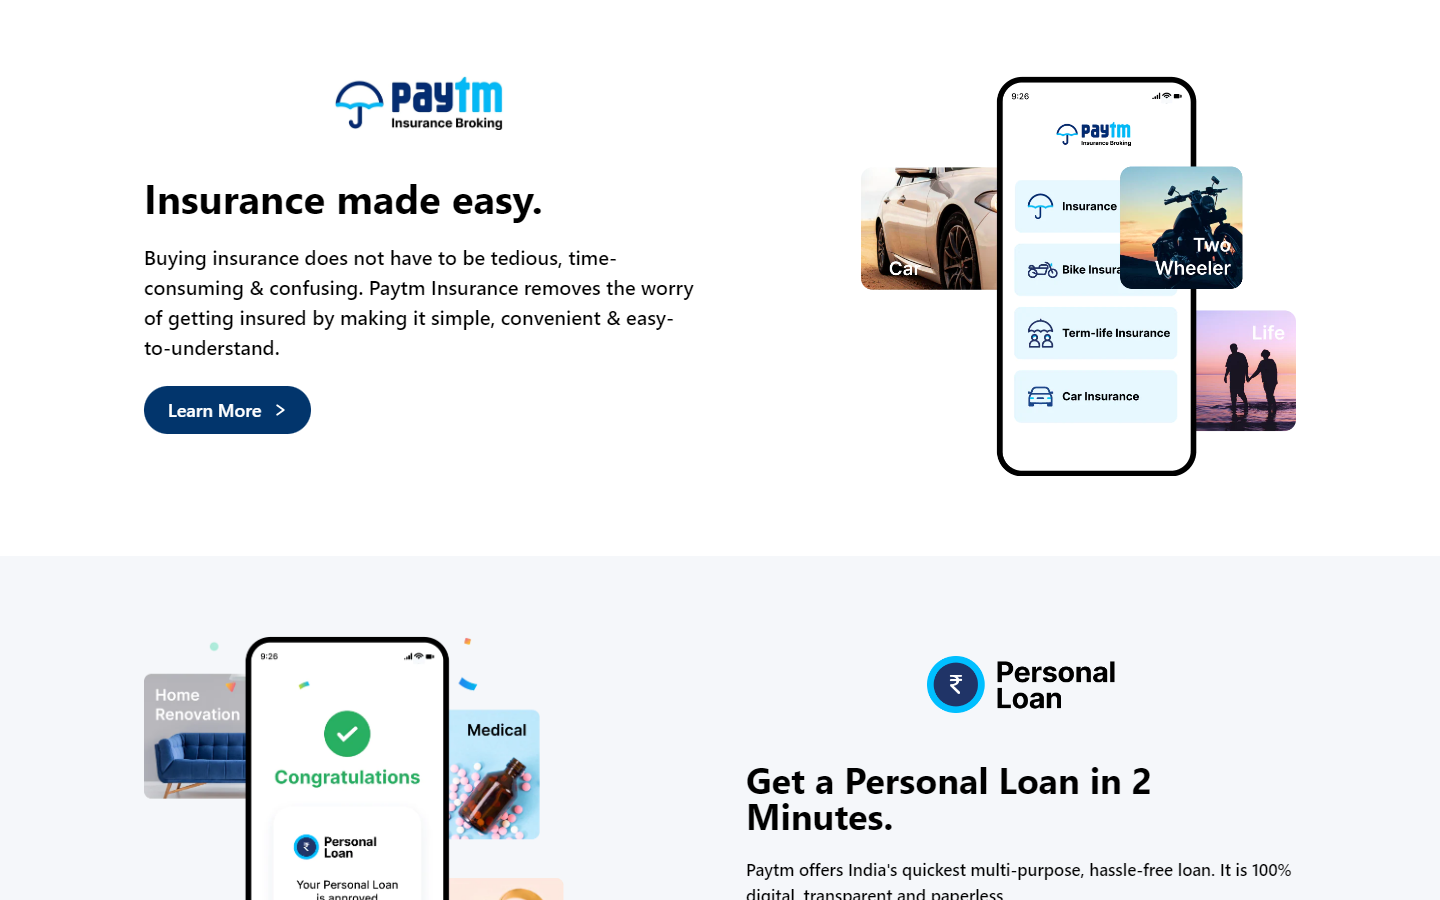 paytm
Insurance Broking
Insurance made easy.
Buying insurance does not have to be tedious, time-
consuming & confusing. Paytm Insurance removes the worry
of getting insured by making it simple, convenient & easy-
to-understand.
Learn More
9:26
paytm
Insurance Broking
Car
Insurance
Two
Wheeler
Bike Insura
Life
Term-life Insurance
Car Insurance
9:26
Home
Renovation
Medical
Congratulations
₹ Personal
Loan
Your Personal Loan
is approved
₹ Personal
Loan
Get a Personal Loan in 2
Minutes.
Paytm offers India's quickest multi-purpose, hassle-free loan. It is 100%
digital, transparent and paperless